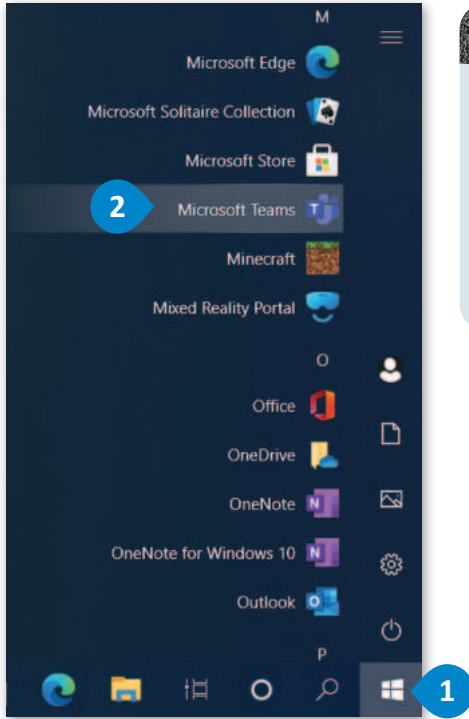 M
Microsoft Edge
Microsoft Solitaire Collection
Microsoft Store
2
Microsoft Teams
Minecraft
Mixed Reality Portal
O
Office
OneDrive
OneNote
OneNote for Windows 10
Outlook
P
1